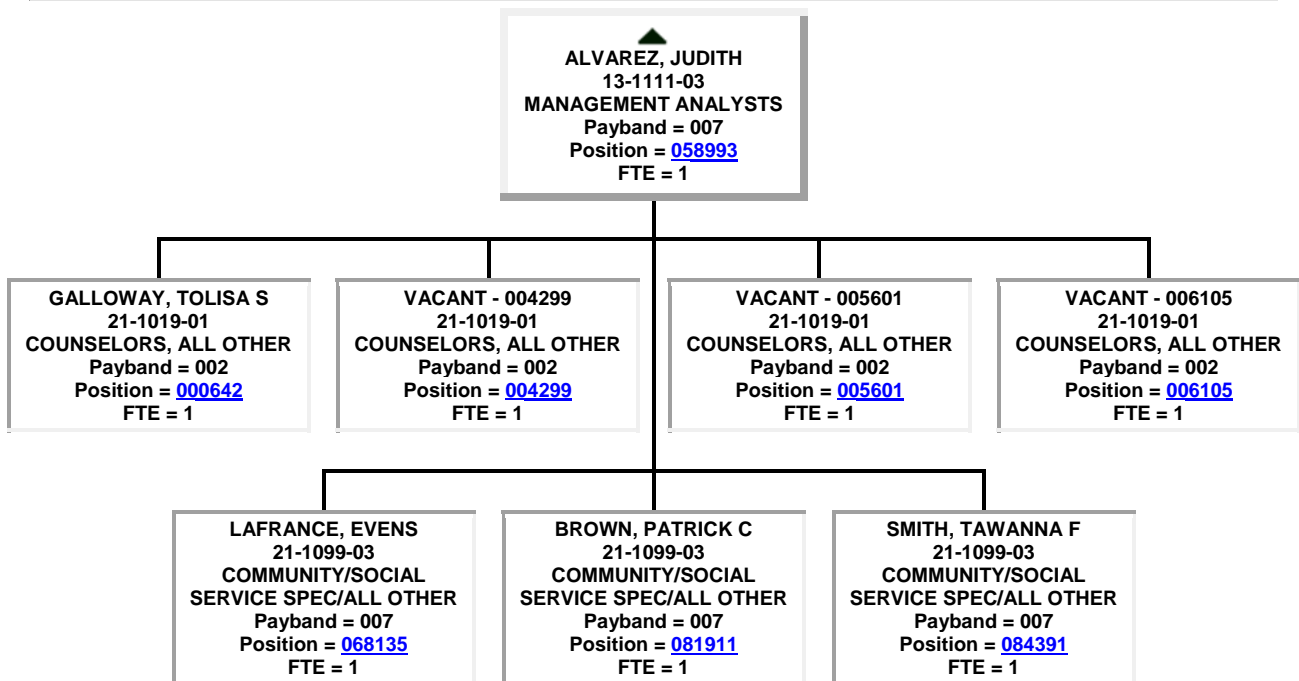 ALVAREZ, JUDITH
13-1111-03
MANAGEMENT ANALYSTS
Payband = 007
Position = 058993
FTE = 1
GALLOWAY, TOLISA S
21-1019-01
COUNSELORS, ALL OTHER
Payband = 002
Position = 000642
FTE = 1
VACANT - 004299
21-1019-01
COUNSELORS, ALL OTHER
Payband = 002
Position = 004299
FTE = 1
VACANT - 005601
21-1019-01
COUNSELORS, ALL OTHER
Payband = 002
Position = 005601
FTE = 1
VACANT - 006105
21-1019-01
COUNSELORS, ALL OTHER
Payband = 002
Position = 006105
FTE = 1
LAFRANCE, EVENS
21-1099-03
COMMUNITY/SOCIAL
SERVICE SPEC/ALL OTHER
Payband = 007
Position = 068135
FTE = 1
BROWN, PATRICK C
21-1099-03
COMMUNITY/SOCIAL
SERVICE SPEC/ALL OTHER
Payband = 007
Position = 081911
FTE = 1
SMITH, TAWANNA F
21-1099-03
COMMUNITY/SOCIAL
SERVICE SPEC/ALL OTHER
Payband = 007
Position = 084391
FTE = 1